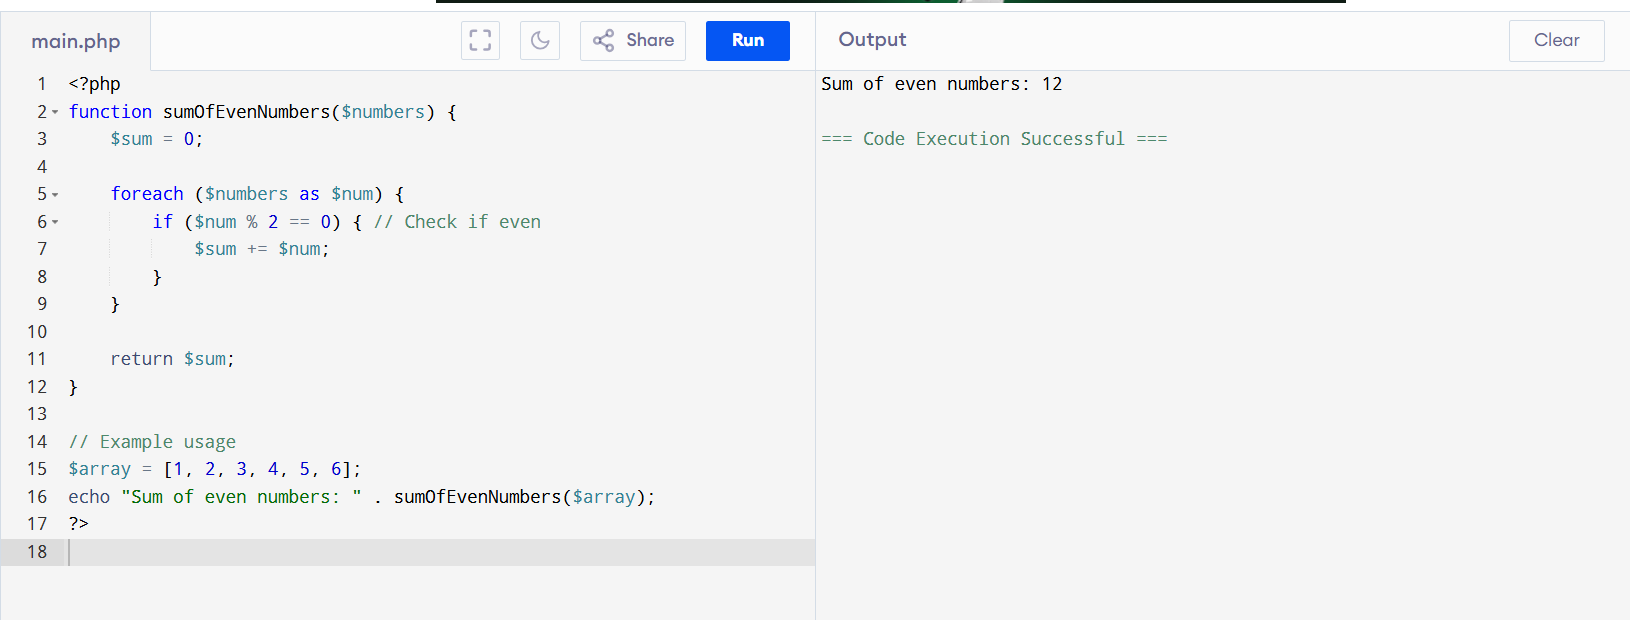 main.php
Share
Run
Output
Clear
1 <?php
2 function sumOfEvenNumbers($numbers) {
3     $sum = 0;
4
5     foreach ($numbers as $num) {
6         if ($num % 2 == 0) { // Check if even
7             $sum += $num;
8         }
9     }
10
11     return $sum;
12 }
13
14 // Example usage
15 $array = [1, 2, 3, 4, 5, 6];
16 echo "Sum of even numbers: " . sumOfEvenNumbers($array);
17 ?>
18
Sum of even numbers: 12
=== Code Execution Successful ===